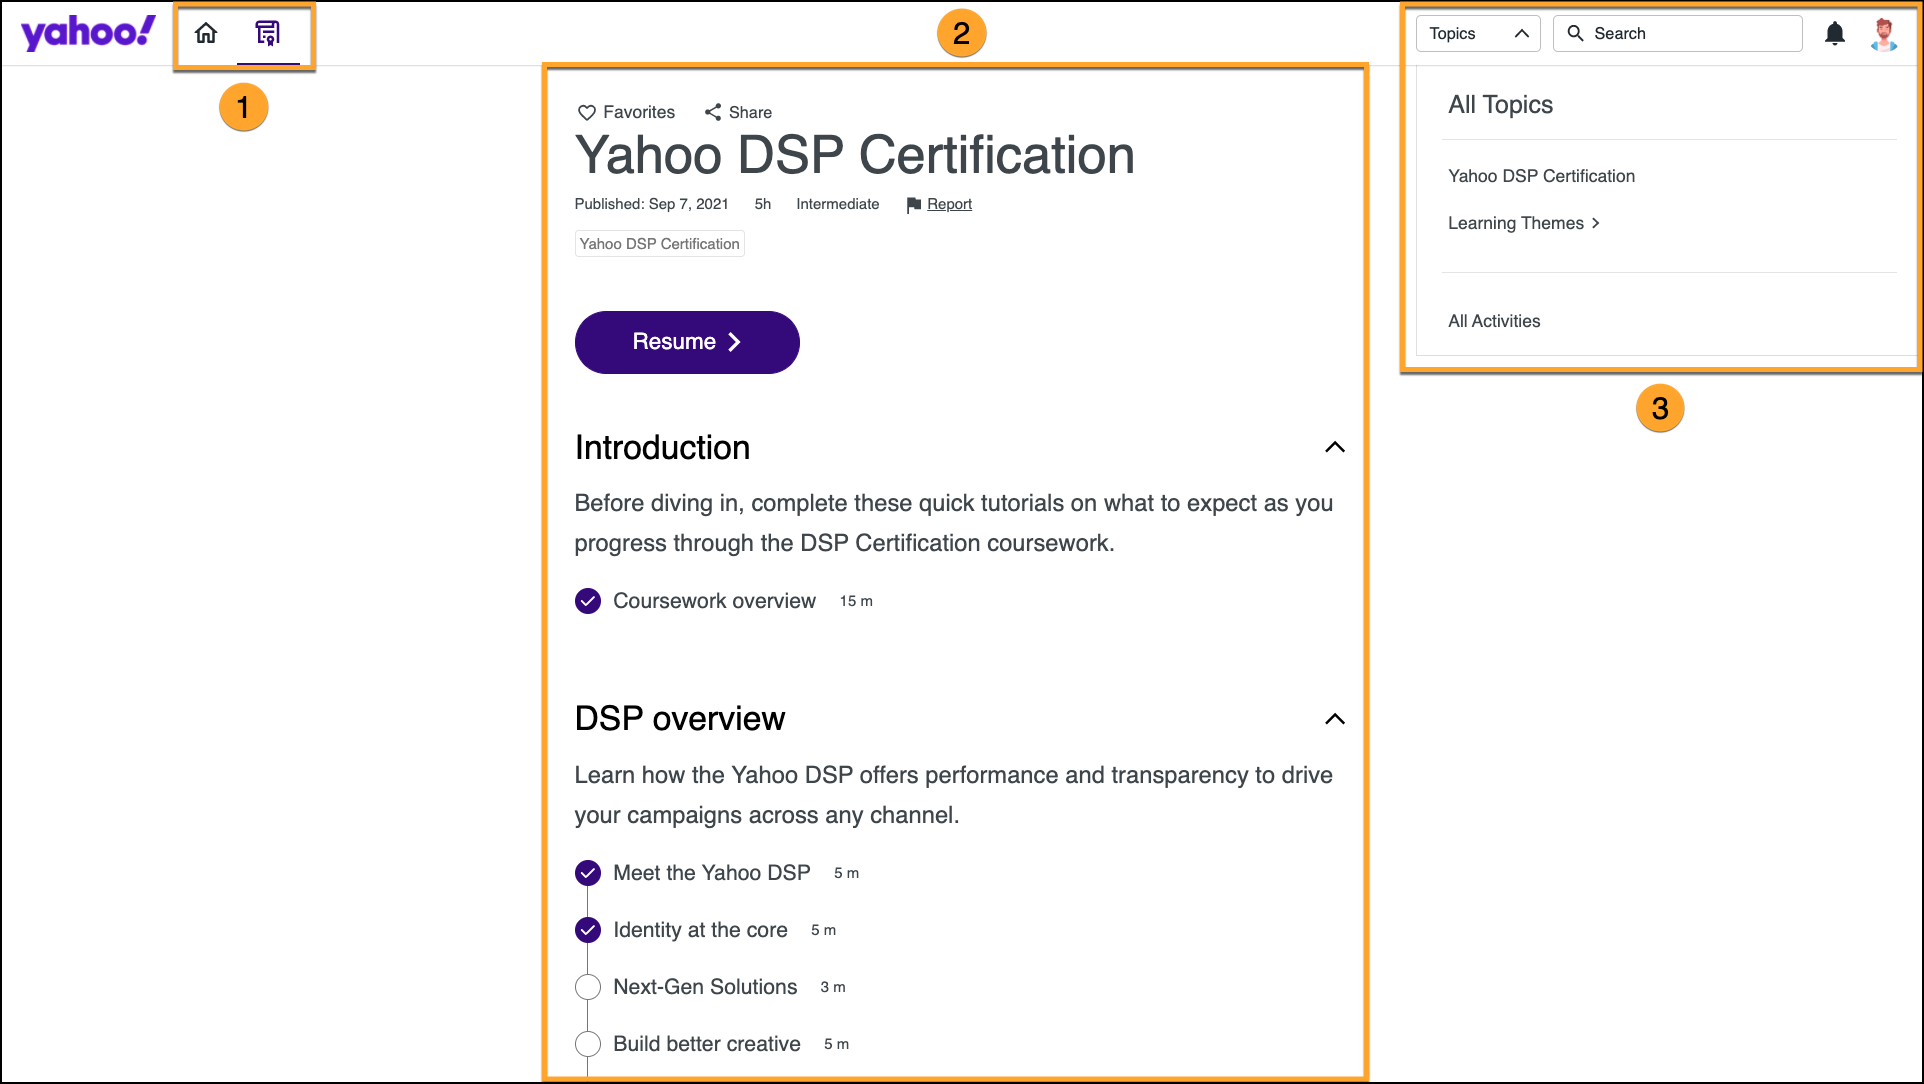 yahoo!
1
2
Topics
Search
Favorites
Share
Yahoo DSP Certification
Published: Sep 7, 2021 5h Intermediate Report
Yahoo DSP Certification
Resume
Introduction
Before diving in, complete these quick tutorials on what to expect as you
progress through the DSP Certification coursework.
Coursework overview 15 m
DSP overview
Learn how the Yahoo DSP offers performance and transparency to drive
your campaigns across any channel.
Meet the Yahoo DSP 5 m
Identity at the core 5 m
Next-Gen Solutions 3 m
Build better creative 5 m
All Topics
Yahoo DSP Certification
Learning Themes
All Activities
3